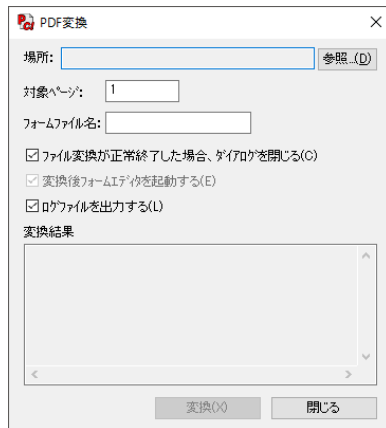 PDF変換
場所: 参照...(D)
対象ページ: 1
フォームファイル名:
ファイル変換が正常終了した場合、ダイアログを閉じる(C)
変換後フォームエディタを起動する(E)
ログファイルを出力する(L)
変換結果
変換(X) 閉じる